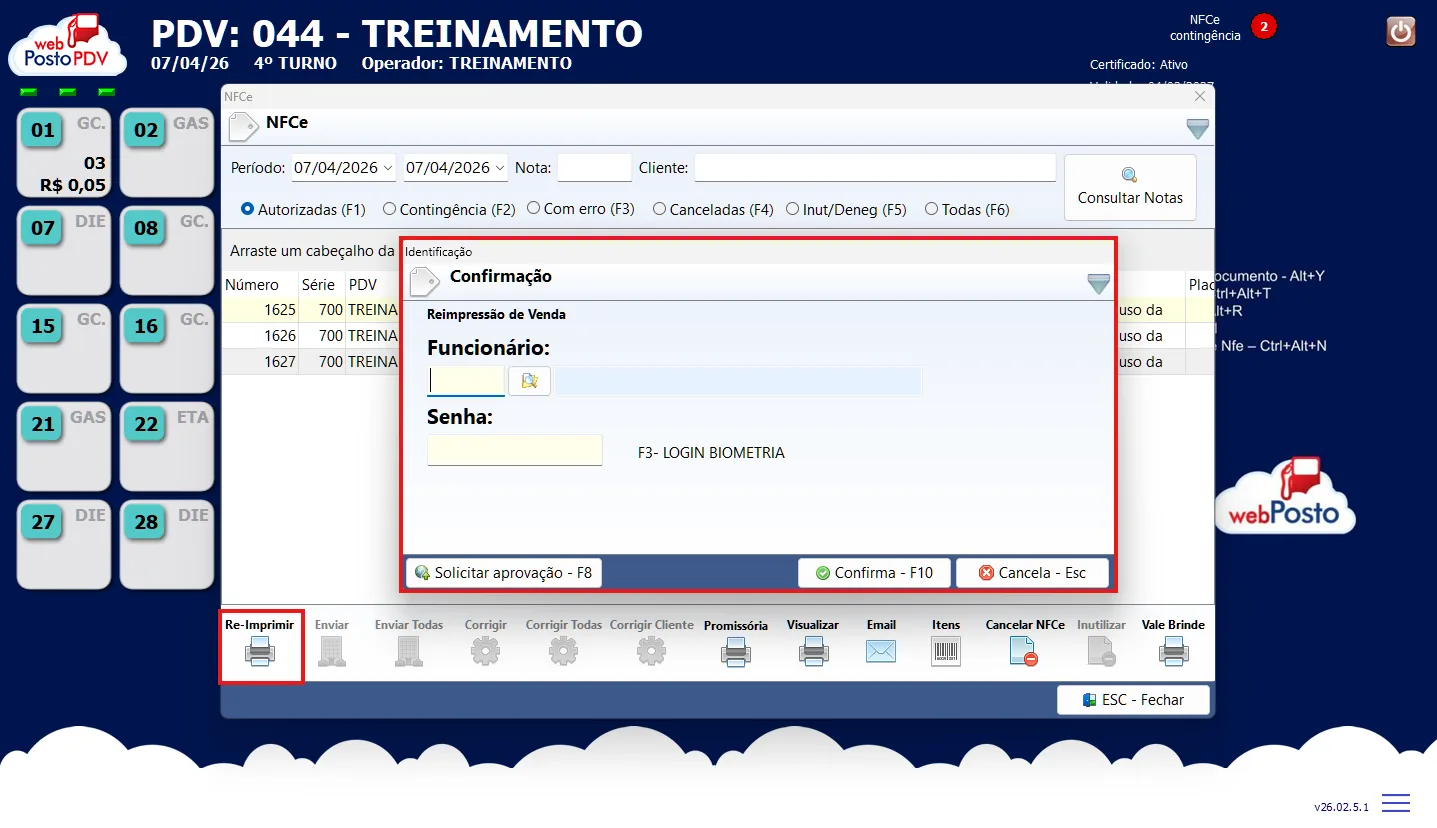 web
PostoPDV
PDV: 044 - TREINAMENTO
07/04/26 4º TURNO Operador: TREINAMENTO
NFCe
contingência
2
Certificado: Ativo
01 GC.
03
R$ 0,05
02 GAS
07 DIE
08 GC.
15 GC.
16 GC.
21 GAS
22 ETA
27 DIE
28 DIE
NFCe
NFCe
Período: 07/04/2026 07/04/2026 Nota: Cliente:
Consultar Notas
Autorizadas (F1) Contingência (F2) Com erro (F3) Canceladas (F4) Inut/Deneg (F5) Todas (F6)
Arraste um cabeçalho da
Número Série PDV Plac
1625 700 TREINA uso da
1626 700 TREINA uso da
1627 700 TREINA uso da
Identificação
Confirmação
Reimpressão de Venda
Funcionário:
Senha:
F3- LOGIN BIOMETRIA
Solicitar aprovação - F8 Confirma - F10 Cancela - Esc
ocumento - Alt+Y
trl+Alt+T
lt+R
Nfe – Ctrl+Alt+N
webPosto
Re-Imprimir Enviar Enviar Todas Corrigir Corrigir Todas Corrigir Cliente Promissória Visualizar Email Itens Cancelar NFCe Inutilizar Vale Brinde
ESC - Fechar
v26.02.5.1